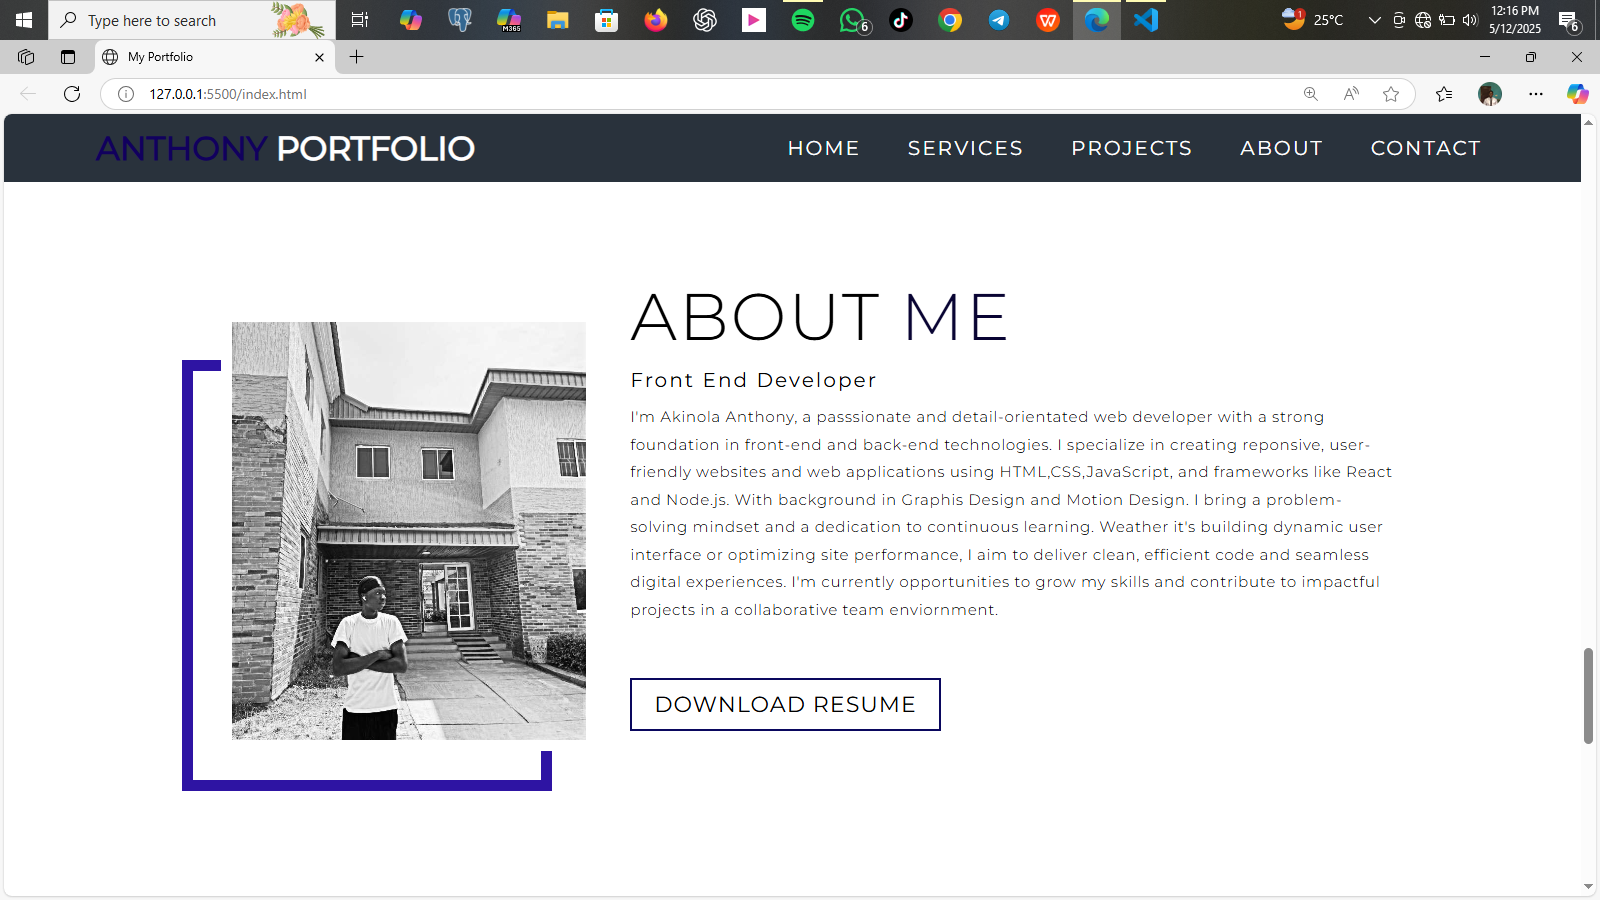 Type here to search
M365
6
1
25°C
12:16 PM
5/12/2025
6
My Portfolio
127.0.0.1:5500/index.html
ANTHONY PORTFOLIO
HOME
SERVICES
PROJECTS
ABOUT
CONTACT
ABOUT ME
Front End Developer
I'm Akinola Anthony, a passsionate and detail-orientated web developer with a strong
foundation in front-end and back-end technologies. I specialize in creating reponsive, user-
friendly websites and web applications using HTML,CSS,JavaScript, and frameworks like React
and Node.js. With background in Graphis Design and Motion Design. I bring a problem-
solving mindset and a dedication to continuous learning. Weather it's building dynamic user
interface or optimizing site performance, I aim to deliver clean, efficient code and seamless
digital experiences. I'm currently opportunities to grow my skills and contribute to impactful
projects in a collaborative team enviornment.
DOWNLOAD RESUME